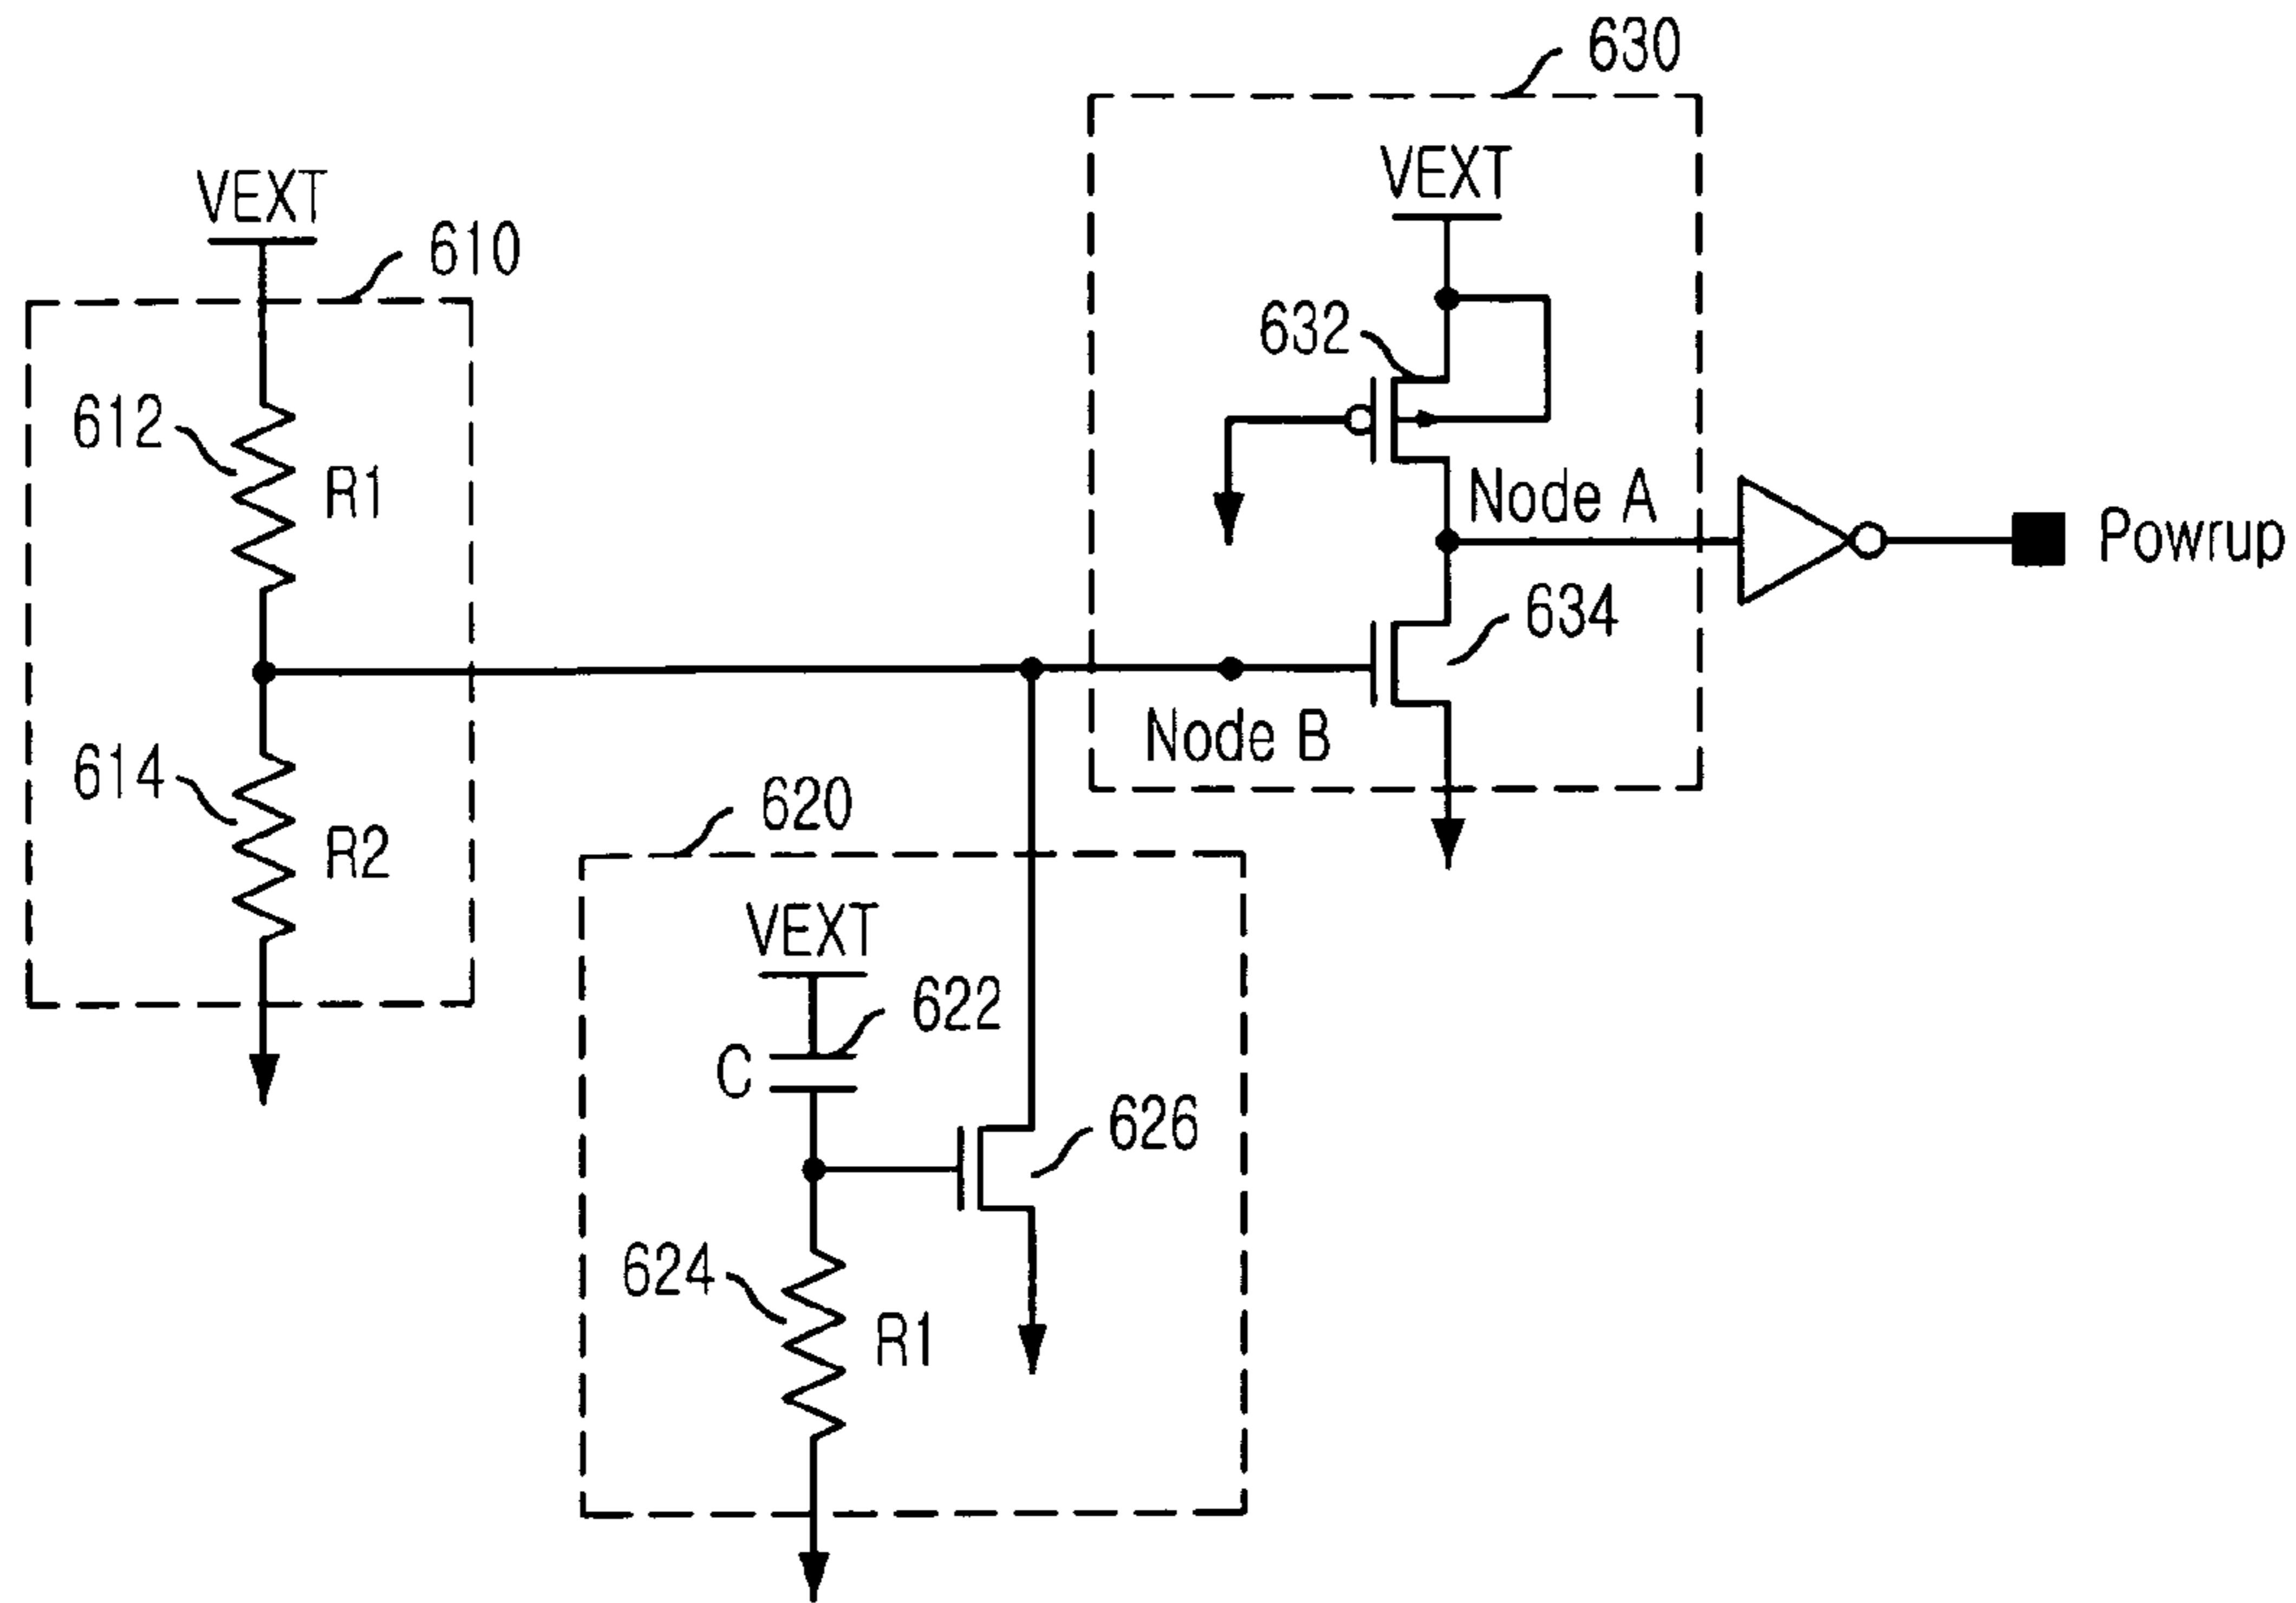 630
VEXT
VEXT
610
632
612
R1
Node A
Powrup
634
Node B
614
R2
620
VEXT
622
C
626
624
R1